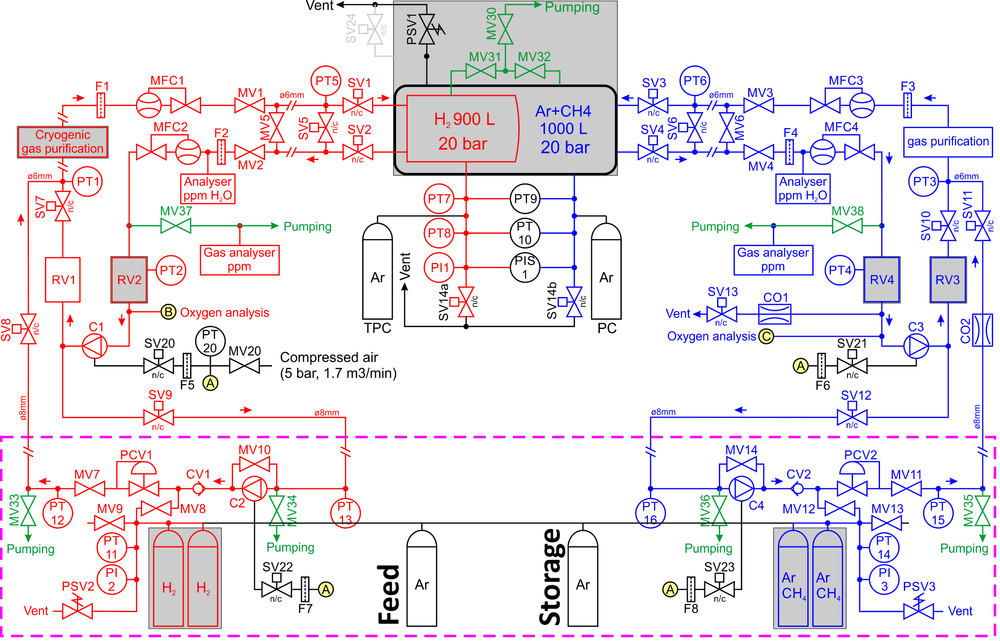 Vent
SV24
n/c
PSV1
MV30
Pumping
MV31
MV32
F1
MFC1
MV1
ø6mm
PT5
SV1
n/c
MV5
SV5
n/c
MFC2
F2
MV2
SV2
n/c
H2 900 L
20 bar
Ar+CH4
1000 L
20 bar
SV3
n/c
PT6
ø6mm
MV3
MFC3
F3
SV4
n/c
SV6
n/c
MV6
F4
MFC4
MV4
Cryogenic
gas purification
gas purification
ø6mm
PT1
SV7
n/c
Analyser
ppm H2O
MV37
Pumping
Gas analyser
ppm
RV1
RV2
PT2
B
Oxygen analysis
SV8
n/c
C1
SV20
n/c
F5
PT
20
A
MV20
Compressed air
(5 bar, 1.7 m3/min)
PT7
PT9
PT8
PT
10
PI1
PIS
1
Ar
TPC
Vent
SV14a
n/c
SV14b
n/c
Ar
PC
Analyser
ppm H2O
PT3
ø6mm
MV38
Pumping
Gas analyser
ppm
SV10
n/c
SV11
n/c
PT4
RV4
RV3
SV13
n/c
Vent
CO1
Oxygen analysis
C
C3
CO2
SV21
n/c
A
F6
SV9
n/c
ø8mm
ø8mm
SV12
n/c
ø8mm
ø8mm
PCV1
MV7
CV1
MV10
C2
MV33
PT
12
MV9
MV8
MV34
PT
13
Pumping
PT
11
PI
2
PSV2
Vent
H2
H2
Pumping
SV22
n/c
F7
A
Feed
Ar
Storage
Ar
MV14
PCV2
CV2
MV11
C4
PT
16
MV36
MV12
MV13
PT
15
MV35
Pumping
Pumping
SV23
n/c
A
F8
Ar
CH4
Ar
CH4
PT
14
PI
3
PSV3
Vent